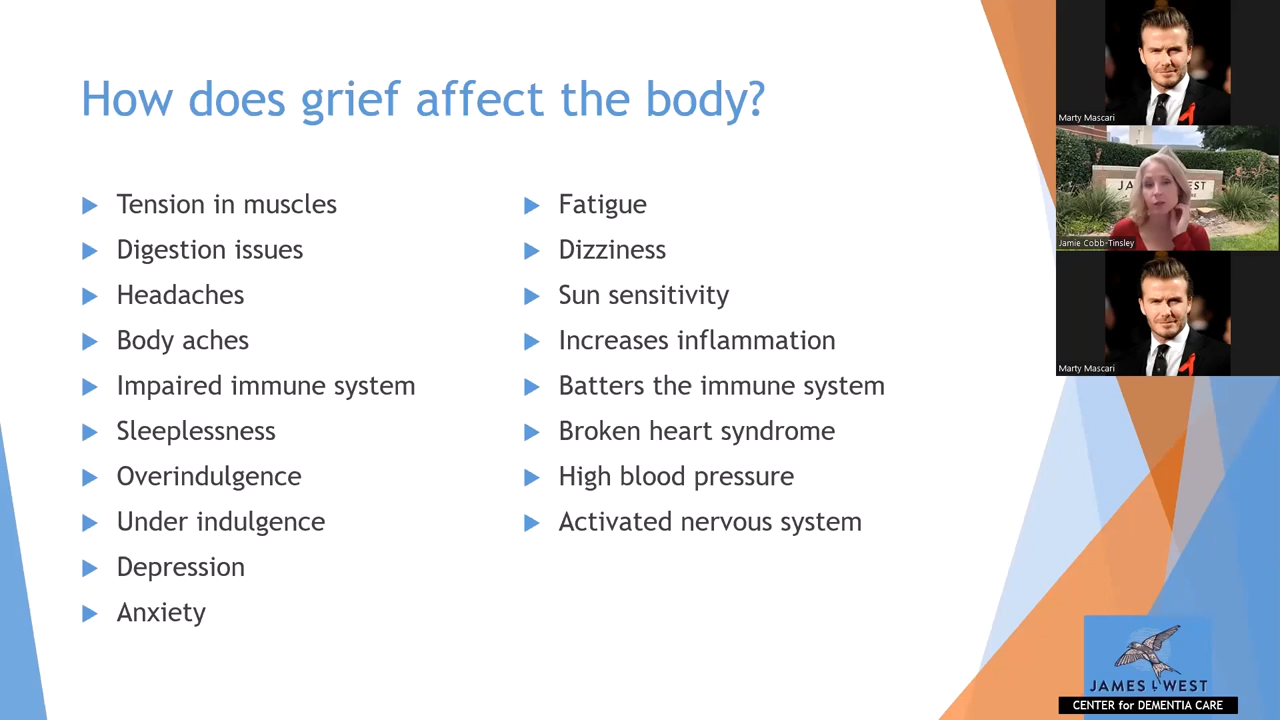 How does grief affect the body?
Tension in muscles
Digestion issues
Headaches
Body aches
Impaired immune system
Sleeplessness
Overindulgence
Under indulgence
Depression
Anxiety
Fatigue
Dizziness
Sun sensitivity
Increases inflammation
Batters the immune system
Broken heart syndrome
High blood pressure
Activated nervous system
Marty Mascari
Jamie Cobb-Tinsley
Marty Mascari
JAMES L WEST
CENTER for DEMENTIA CARE